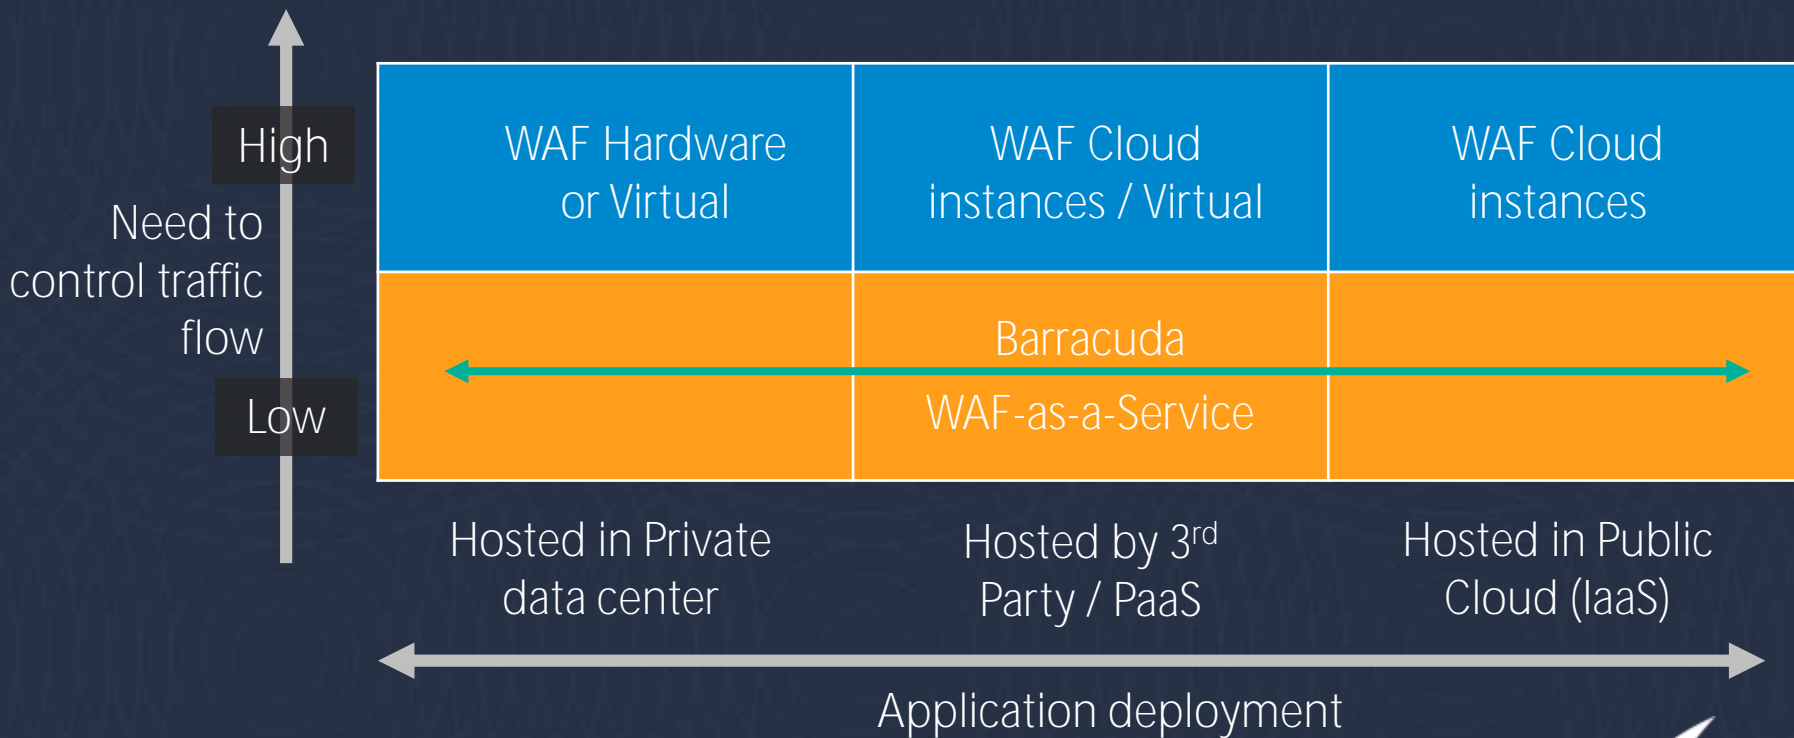 High
Need to
control traffic
flow
Low
WAF Hardware
or Virtual
WAF Cloud
instances / Virtual
WAF Cloud
instances
Barracuda
WAF-as-a-Service
Hosted in Private
data center
Hosted by 3rd
Party / PaaS
Hosted in Public
Cloud (IaaS)
Application deployment